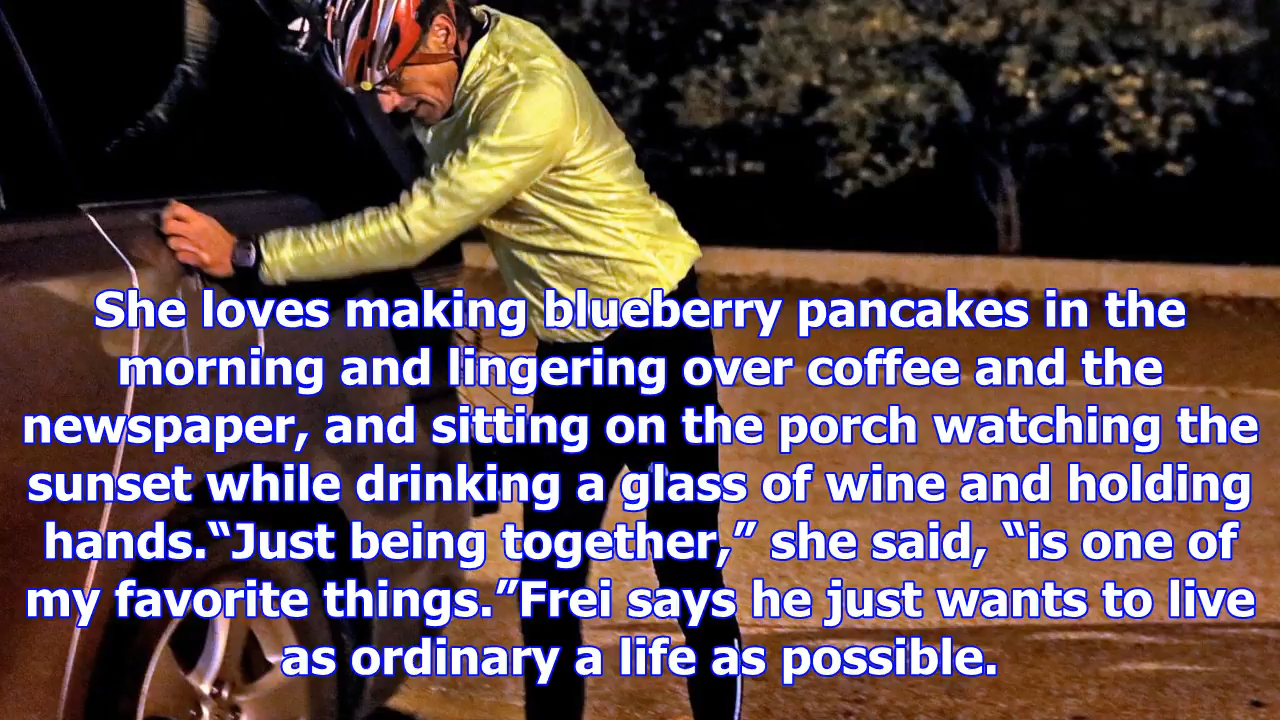 She loves making blueberry pancakes in the
morning and lingering over coffee and the
newspaper, and sitting on the porch watching the
sunset while drinking a glass of wine and holding
hands.“Just being together,” she said, “is one of
my favorite things.”Frei says he just wants to live
as ordinary a life as possible.